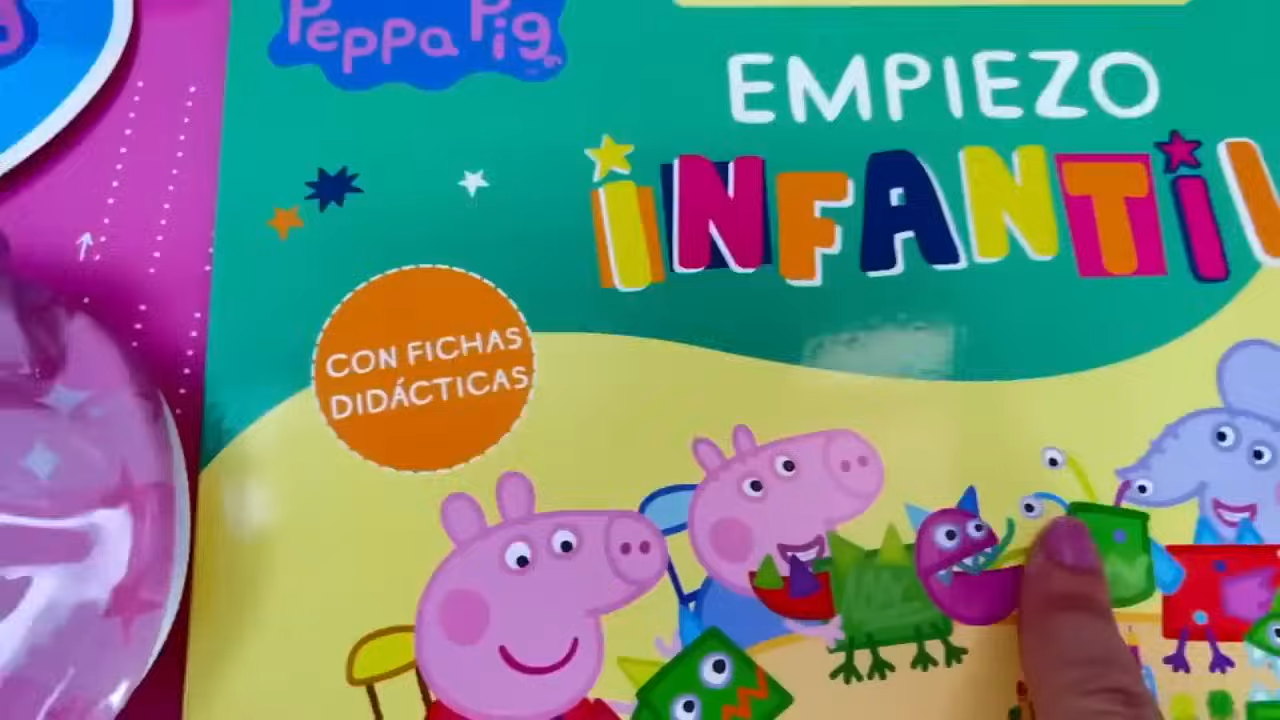 Peppa Pig
EMPIEZO
INFANTIL
CON FICHAS
DIDÁCTICAS